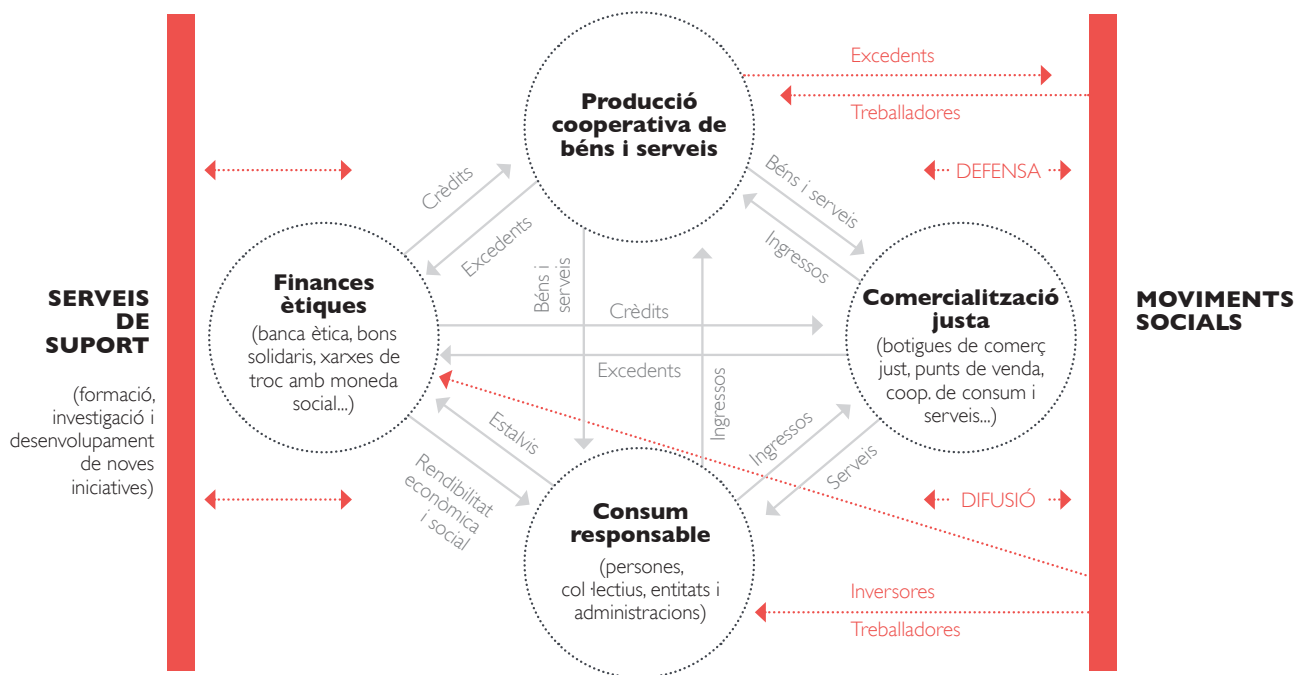 Excedents
Treballadores
Producció
cooperativa de
béns i serveis
DEFENSA
Crèdits
Excedents
Béns i serveis
Ingressos
Béns i
serveis
SERVEIS
DE
SUPORT
(formació,
investigació i
desenvolupament
de noves
iniciatives)
Finances
ètiques
(banca ètica, bons
solidaris, xarxes de
troc amb moneda
social...)
Crèdits
Excedents
Ingressos
Comercialització
justa
(botigues de comerç
just, punts de venda,
coop. de consum i
serveis...)
MOVIMENTS
SOCIALS
Estalvis
Rendibilitat
econòmica
i social
Ingressos
Serveis
DIFUSIÓ
Consum
responsable
(persones,
col·lectius, entitats i
administracions)
Inversores
Treballadores